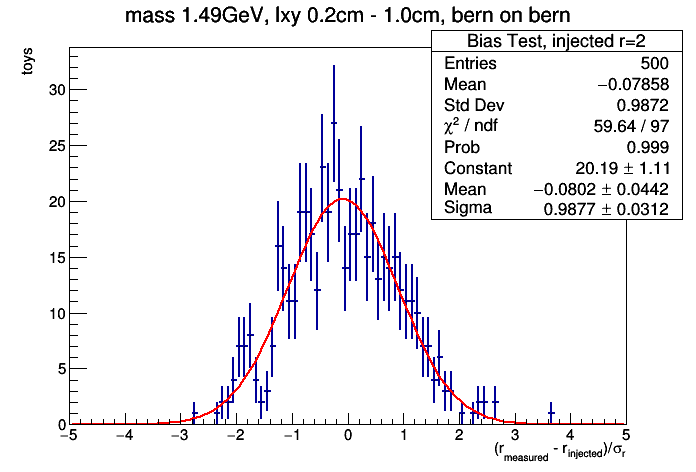 mass 1.49GeV, lxy 0.2cm - 1.0cm, bern on bern
toys
Bias Test, injected r=2
Entries 500
Mean −0.07858
Std Dev 0.9872
χ² / ndf 59.64 / 97
Prob 0.999
Constant 20.19 ± 1.11
Mean −0.0802 ± 0.0442
Sigma 0.9877 ± 0.0312
30
25
20
15
10
5
0
−5 −4 −3 −2 −1 0 1 2 3 4 5
(r_measured - r_injected)/σ_r